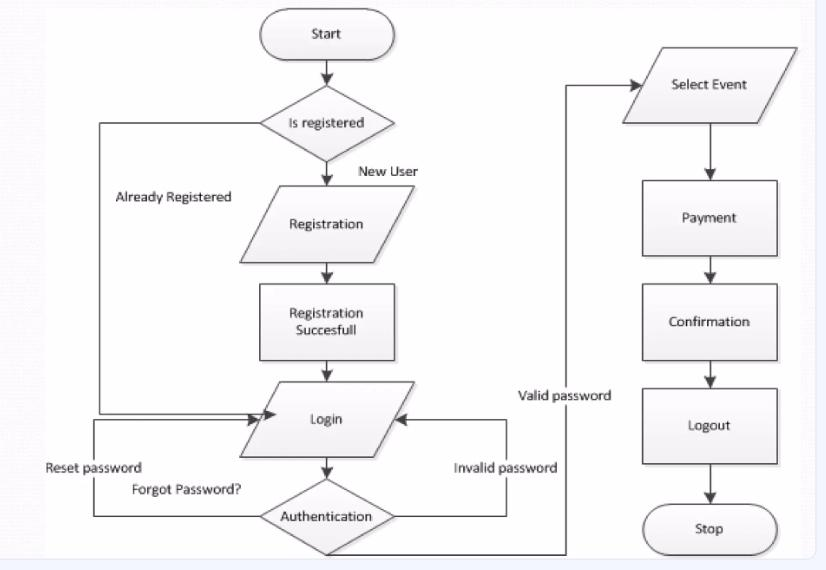 Start
Is registered
New User
Already Registered
Registration
Registration
Succesfull
Login
Reset password
Forgot Password?
Invalid password
Authentication
Valid password
Select Event
Payment
Confirmation
Logout
Stop